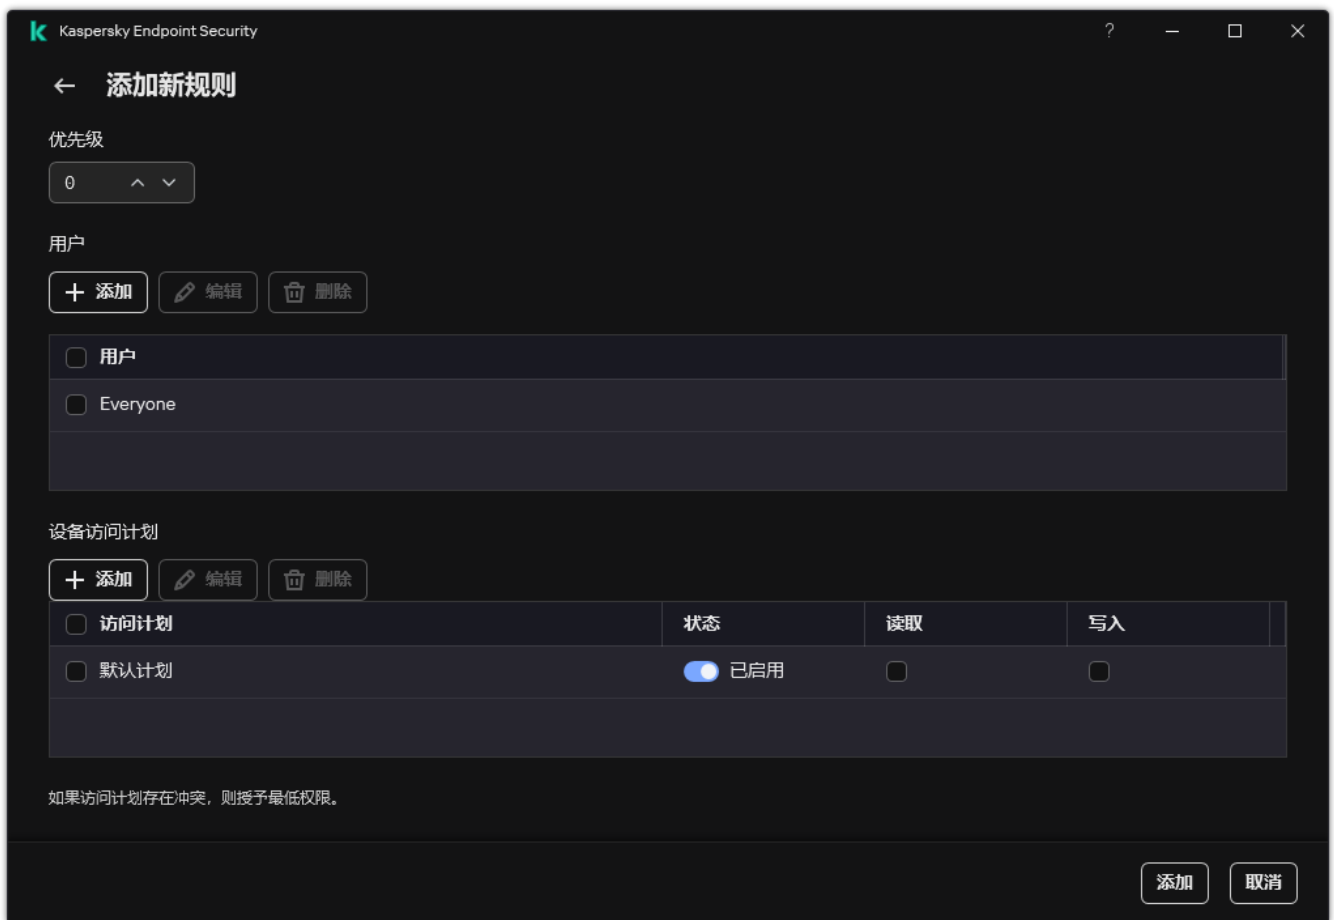 Kaspersky Endpoint Security ?
添加新规则
优先级
0
用户
添加 编辑 删除
用户
Everyone
设备访问计划
添加 编辑 删除
访问计划 状态 读取 写入
默认计划 已启用
如果访问计划存在冲突，则授予最低权限。
添加 取消